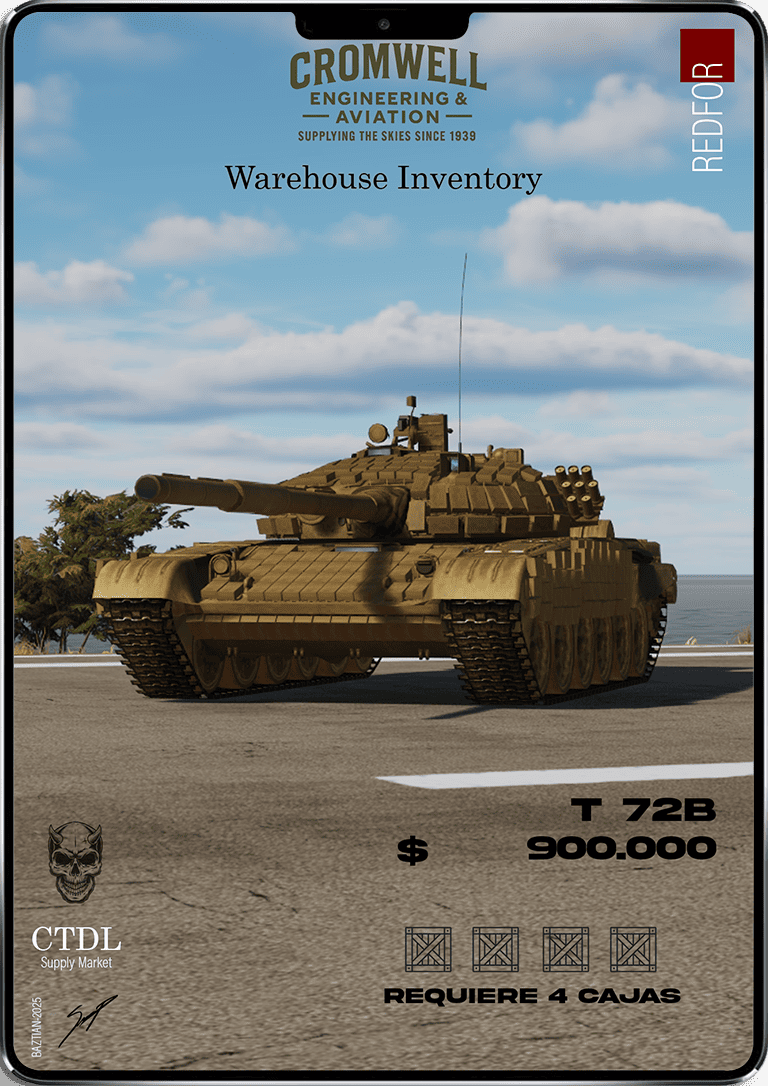 CROMWELL
ENGINEERING &
AVIATION
SUPPLYING THE SKIES SINCE 1939
REDFOR
Warehouse Inventory
T 72B
$ 900.000
REQUIERE 4 CAJAS
CTDL
Supply Market
BAZTIAN-2025